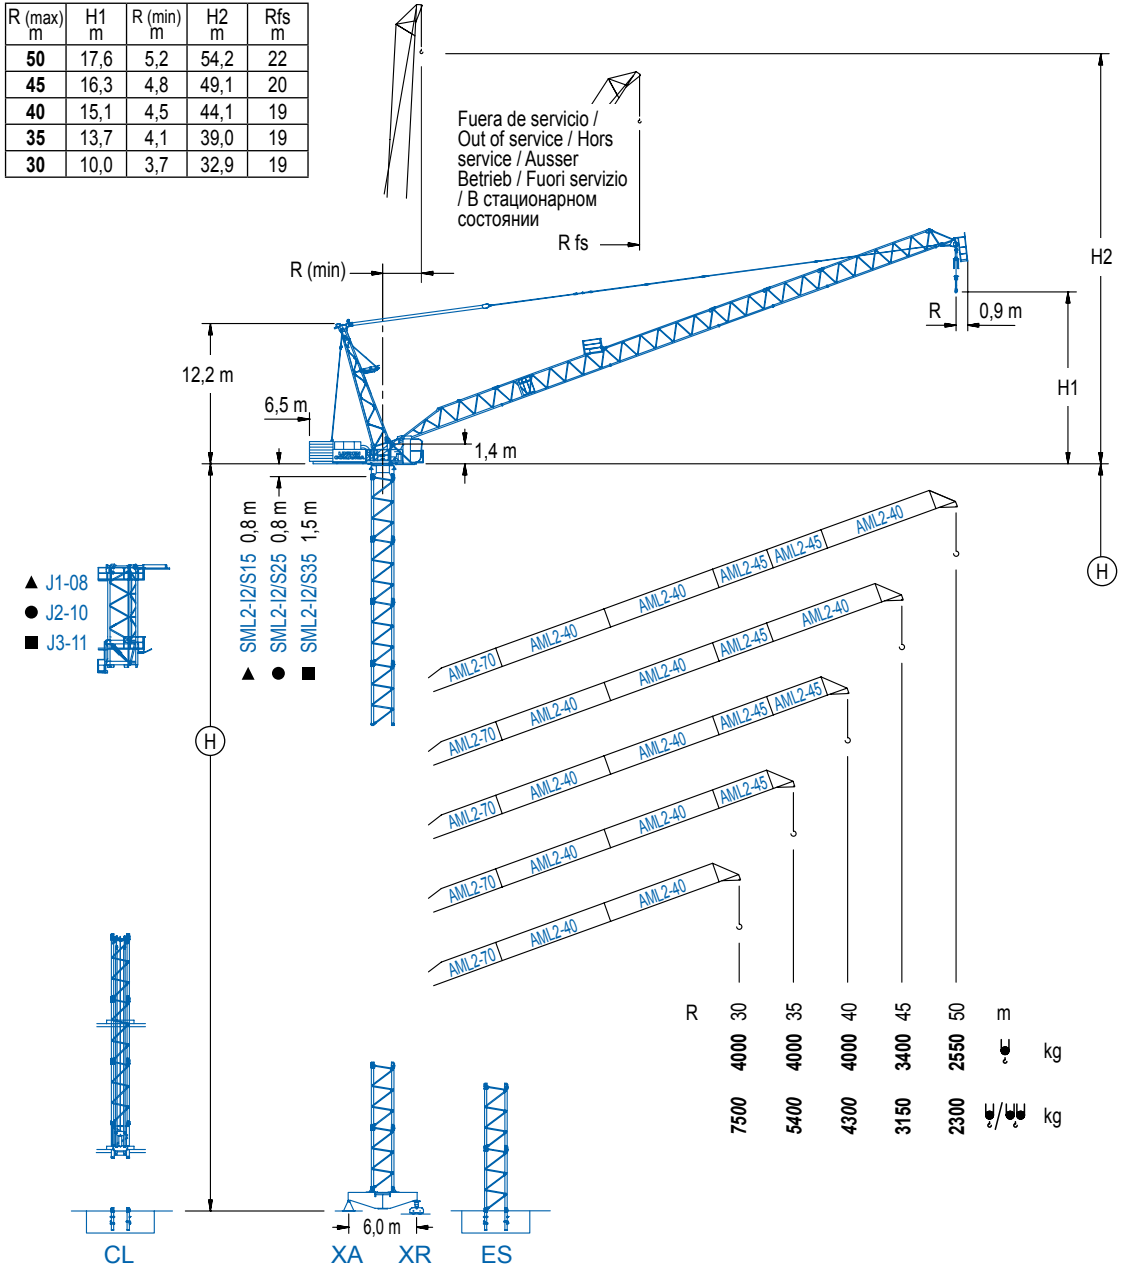 R (max) m H1 m R (min) m H2 m Rfs m
50 17,6 5,2 54,2 22
45 16,3 4,8 49,1 20
40 15,1 4,5 44,1 19
35 13,7 4,1 39,0 19
30 10,0 3,7 32,9 19
Fuera de servicio /
Out of service / Hors
service / Ausser
Betrieb / Fuori servizio
/ В стационарном
состоянии
R fs
R (min)
H2
R 0,9 m
12,2 m
H1
6,5 m
1,4 m
▲ SML2-I2/S15 0,8 m
● SML2-I2/S25 0,8 m
■ SML2-I2/S35 1,5 m
▲ J1-08
● J2-10
■ J3-11
H
H
AML2-70 AML2-40 AML2-40 AML2-45 AML2-45 AML2-40
AML2-70 AML2-40 AML2-40 AML2-45 AML2-40
AML2-70 AML2-40 AML2-40 AML2-45 AML2-45
AML2-70 AML2-40 AML2-40 AML2-45
AML2-70 AML2-40 AML2-40
R 30 35 40 45 50 m
4000 4000 4000 3400 2550 kg
7500 5400 4300 3150 2300 / kg
6,0 m
CL XA XR ES